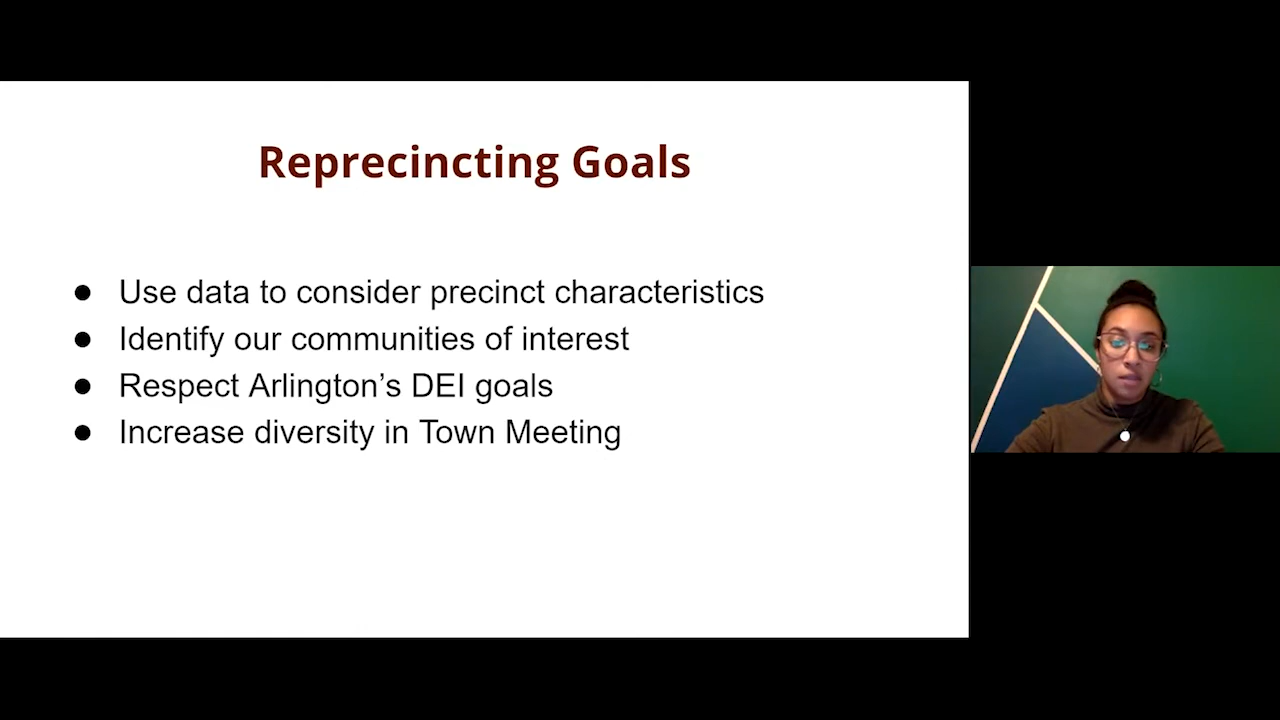 Reprecincting Goals
● Use data to consider precinct characteristics
● Identify our communities of interest
● Respect Arlington’s DEI goals
● Increase diversity in Town Meeting